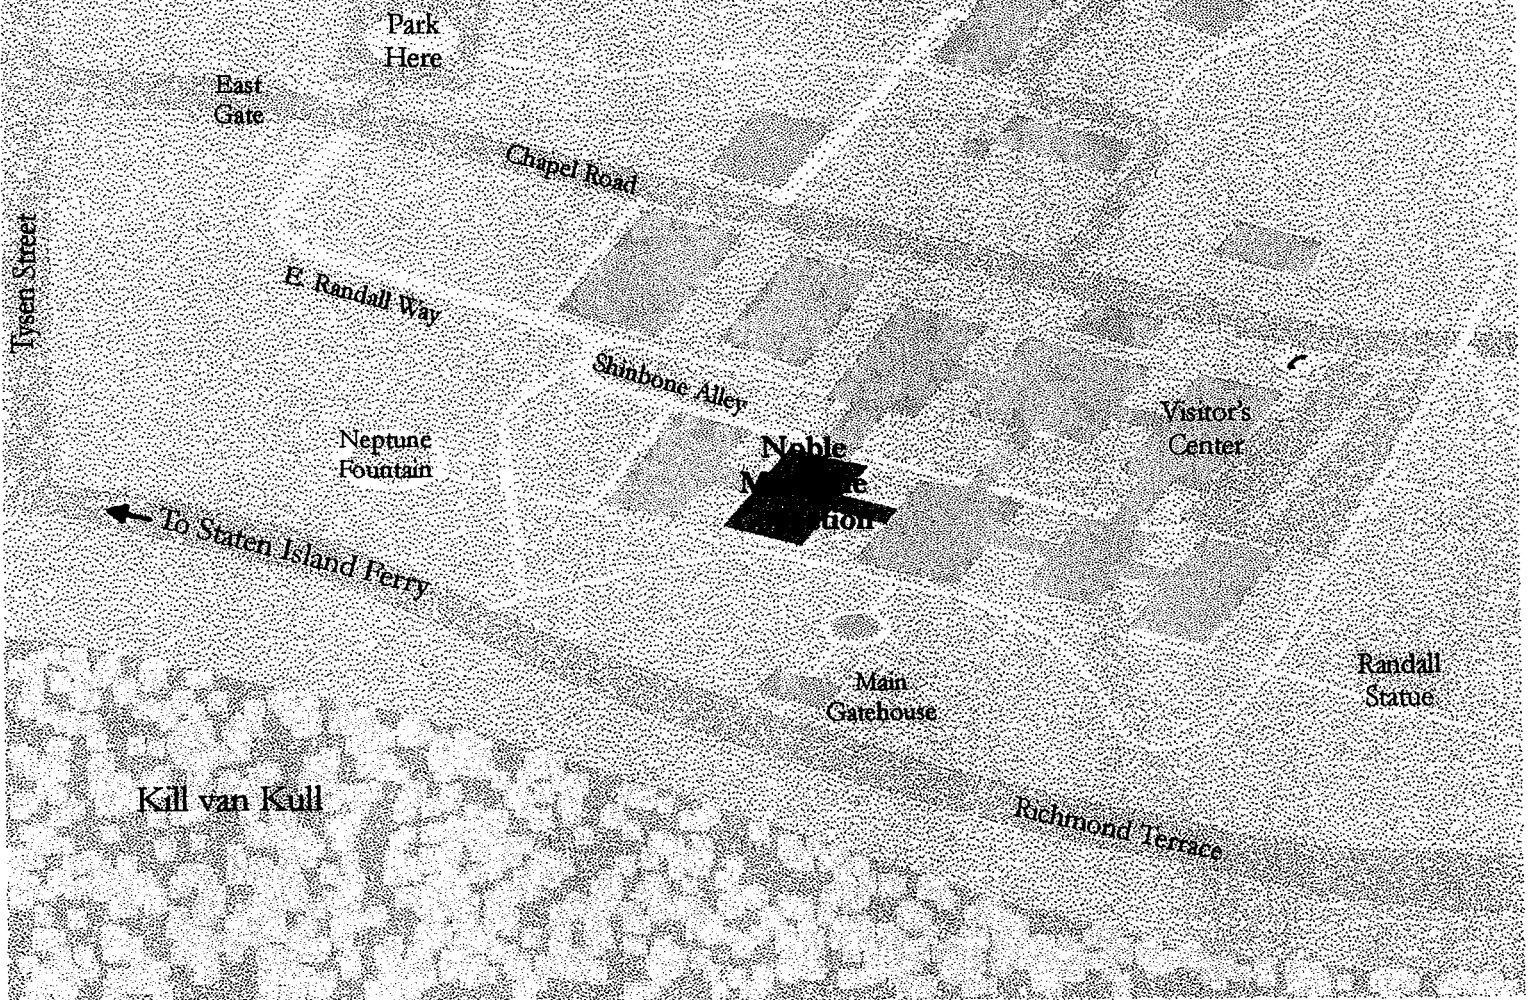 Park
Here
East
Gate
Chapel Road
Tysen Street
E. Randall Way
Shinbone Alley
Neptune
Fountain
Visitor's
Center
Noble
To Staten Island Ferry
Randall
Statue
Main
Gatehouse
Kill van Kull
Richmond Terrace